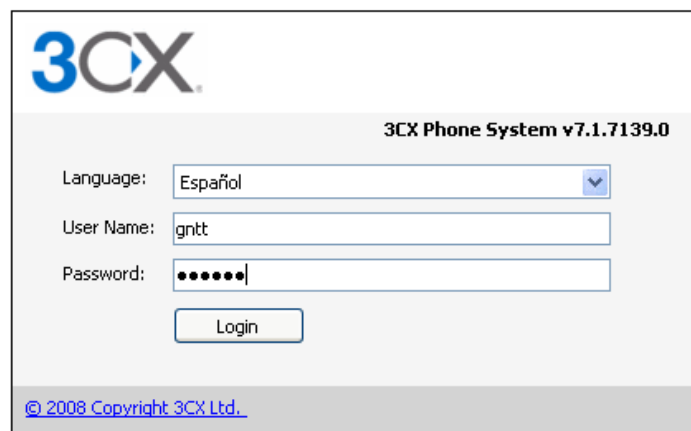 3CX®
3CX Phone System v7.1.7139.0
Language: Español
User Name: gntt
Password: ●●●●●●
Login
© 2008 Copyright 3CX Ltd.